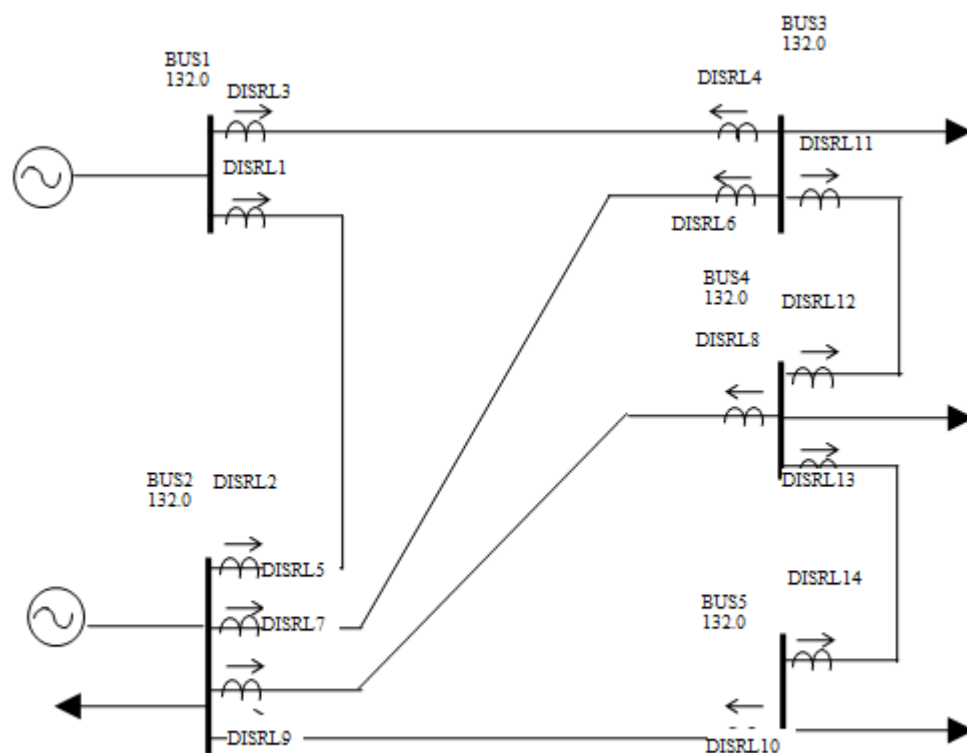 BUS3
132.0
BUS1
132.0
DISRL4
DISRL3
DISRL11
DISRL1
DISRL6
BUS4
132.0
DISRL12
DISRL8
BUS2
132.0
DISRL2
DISRL13
DISRL5
DISRL14
BUS5
132.0
DISRL7
DISRL9
DISRL10